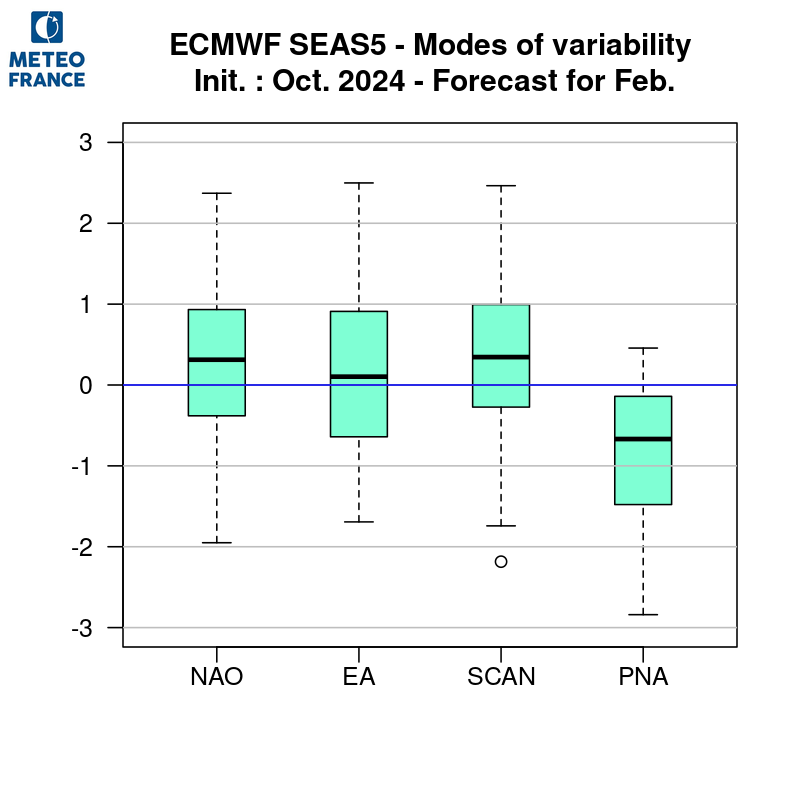 METEO
FRANCE
ECMWF SEAS5 - Modes of variability
Init. : Oct. 2024 - Forecast for Feb.
3
2
1
0
-1
-2
-3
NAO EA SCAN PNA